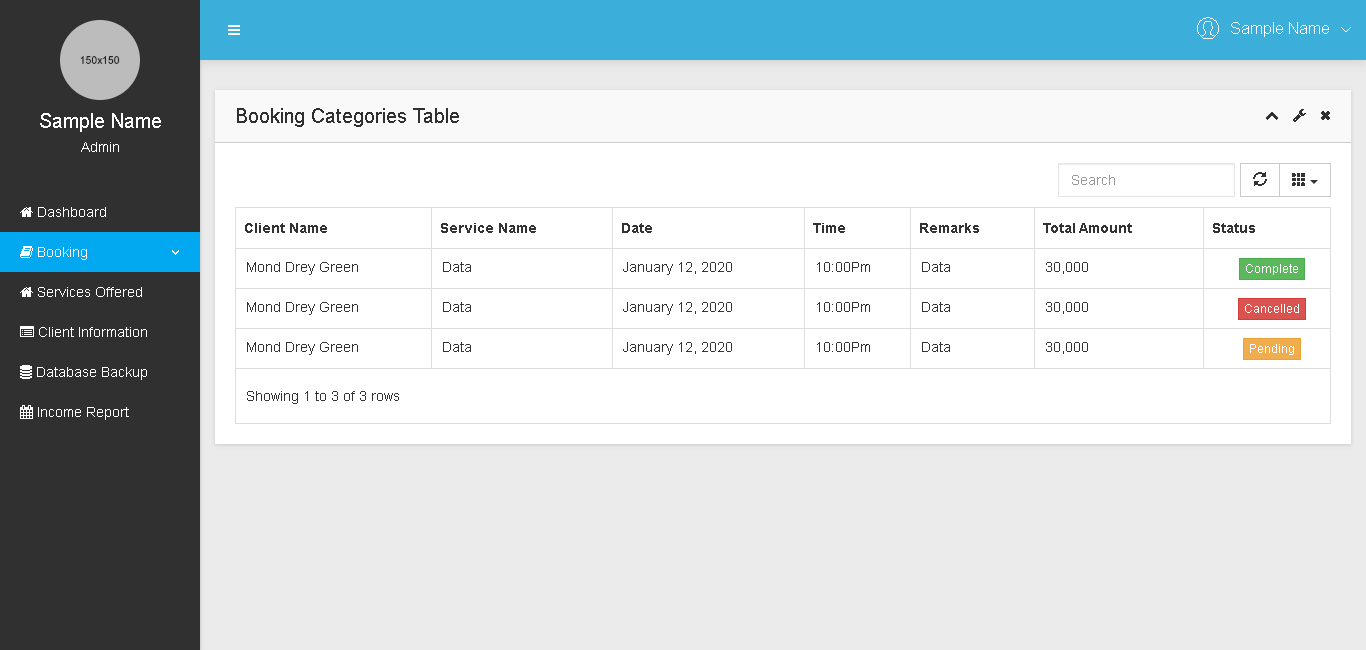 150x150
Sample Name
Admin
Dashboard
Booking
Services Offered
Client Information
Database Backup
Income Report
Sample Name
Booking Categories Table
Search
Client Name Service Name Date Time Remarks Total Amount Status
Mond Drey Green Data January 12, 2020 10:00Pm Data 30,000 Complete
Mond Drey Green Data January 12, 2020 10:00Pm Data 30,000 Cancelled
Mond Drey Green Data January 12, 2020 10:00Pm Data 30,000 Pending
Showing 1 to 3 of 3 rows